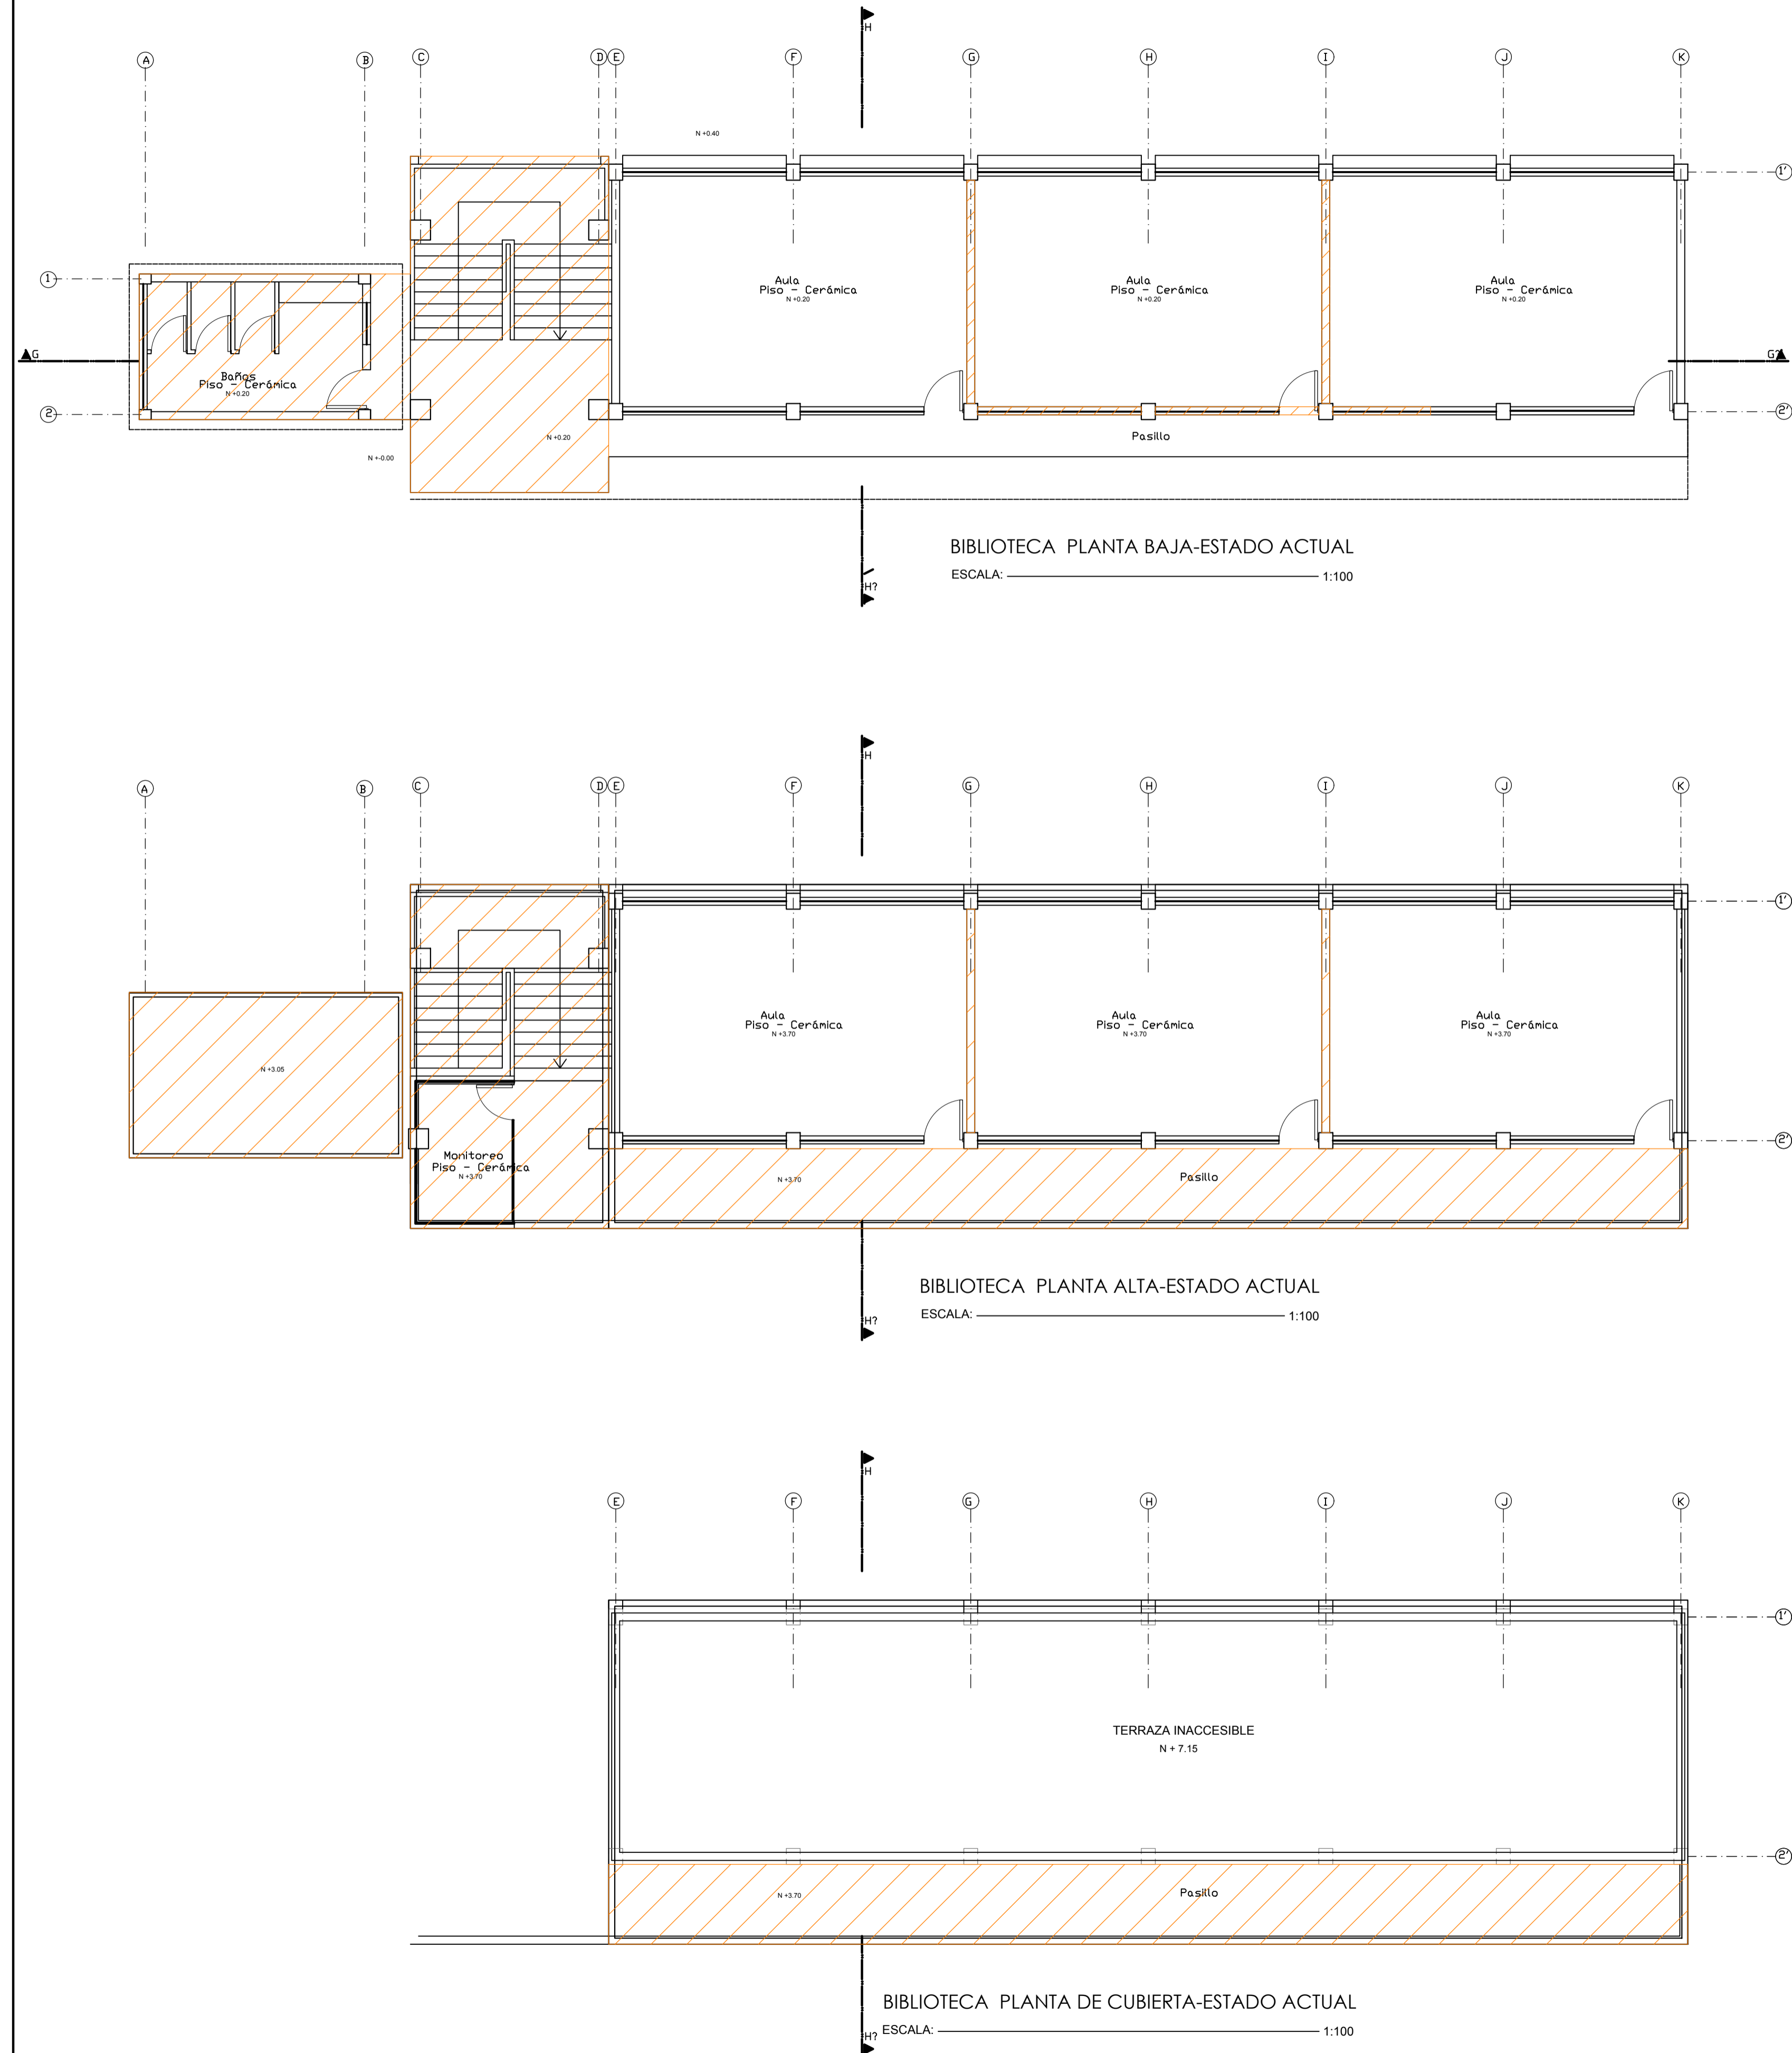 H
A B C D E F G H I J K
N +0.40
1'
Aula
Piso - Cerámica
N +0.20
Aula
Piso - Cerámica
N +0.20
Aula
Piso - Cerámica
N +0.20
1
G
G?
Baños
Piso - Cerámica
N +0.20
2
2'
N +0.20
Pasillo
N +-0.00
BIBLIOTECA PLANTA BAJA-ESTADO ACTUAL
ESCALA: 1:100
H?
H
A B C D E F G H I J K
1'
Aula
Piso - Cerámica
N +3.70
Aula
Piso - Cerámica
N +3.70
Aula
Piso - Cerámica
N +3.70
N +3.05
2'
Monitoreo
Piso - Cerámica
N +3.70
N +3.70
Pasillo
BIBLIOTECA PLANTA ALTA-ESTADO ACTUAL
ESCALA: 1:100
H?
H
E F G H I J K
1'
TERRAZA INACCESIBLE
N + 7.15
2'
N +3.70
Pasillo
BIBLIOTECA PLANTA DE CUBIERTA-ESTADO ACTUAL
ESCALA: 1:100
H?